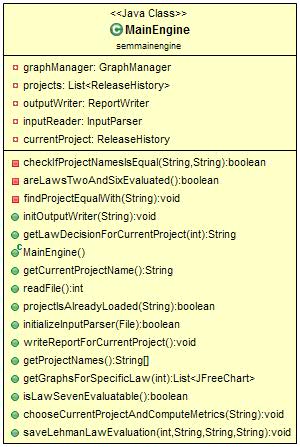 <<Java Class>>
C MainEngine
semmainengine
graphManager: GraphManager
projects: List<ReleaseHistory>
outputWriter: ReportWriter
inputReader: InputParser
currentProject: ReleaseHistory
checkIfProjectNamesIsEqual(String,String):boolean
areLawsTwoAndSixEvaluated():boolean
findProjectEqualWith(String):void
initOutputWriter(String):void
getLawDecisionForCurrentProject(int):String
C MainEngine()
getCurrentProjectName():String
readFile():int
projectIsAlreadyLoaded(String):boolean
initializeInputParser(File):boolean
writeReportForCurrentProject():void
getProjectNames():String[]
getGraphsForSpecificLaw(int):List<JFreeChart>
isLawSevenEvaluatable():boolean
chooseCurrentProjectAndComputeMetrics(String):void
saveLehmanLawEvaluation(int,String,String,String):void